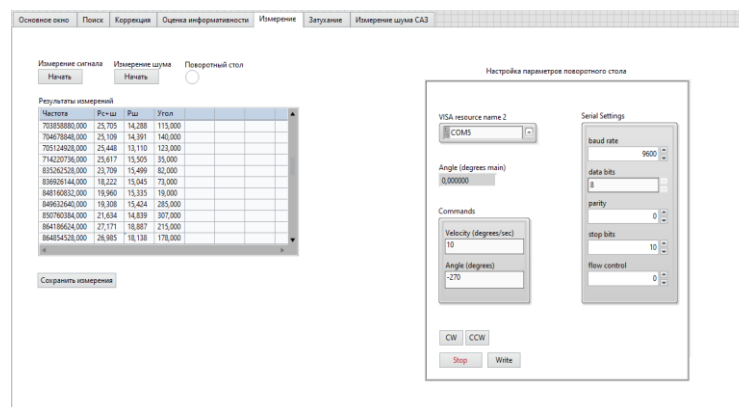 Основное окно Поиск Коррекция Оценка информативности Измерение Затухание Измерение шума САЗ
Измерение сигнала Измерение шума Поворотный стол
Начать Начать
Результаты измерений
Частота Рс+ш Рш Угол
703858880,000 25,705 14,288 115,000
704678848,000 25,109 14,391 140,000
705124928,000 25,448 13,110 123,000
714220736,000 25,617 15,505 35,000
835262528,000 23,709 15,499 82,000
836926144,000 18,222 15,045 73,000
848160832,000 19,960 15,335 19,000
849632640,000 19,308 15,424 285,000
850760384,000 21,634 14,839 307,000
864186624,000 27,171 18,887 215,000
864854528,000 26,985 18,138 178,000
Сохранить измерения
Настройка параметров поворотного стола
VISA resource name 2
COM5
Angle (degrees main)
0,000000
Commands
Velocity (degrees/sec)
10
Angle (degrees)
-270
CW CCW
Stop Write
Serial Settings
baud rate
9600
data bits
8
parity
0
stop bits
10
flow control
0